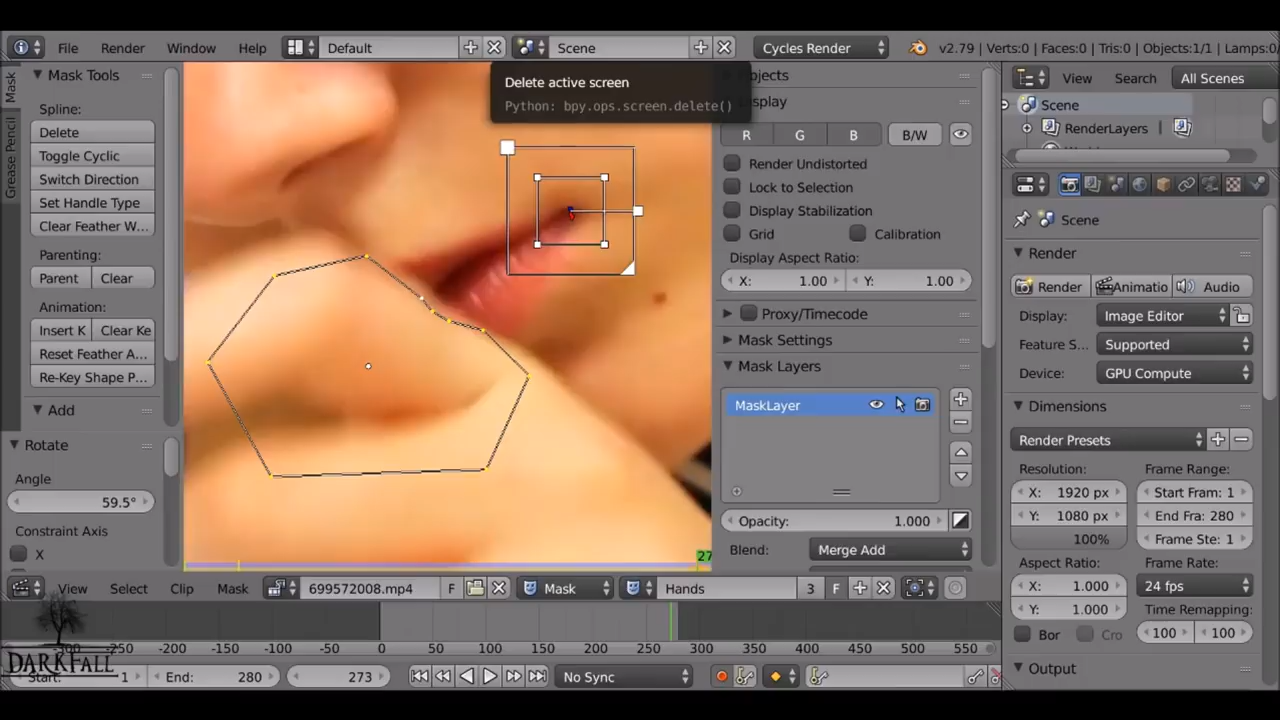 File Render Window Help Default Scene Cycles Render v2.79 | Verts:0 | Faces:0 | Tris:0 | Objects:1/1 | Lamps:0/
Delete active screen
Python: bpy.ops.screen.delete()
Mask
Grease Pencil
Mask Tools
Spline:
Delete
Toggle Cyclic
Switch Direction
Set Handle Type
Clear Feather W...
Parenting:
Parent Clear
Animation:
Insert K Clear Ke
Reset Feather A...
Re-Key Shape P...
Add
Rotate
Angle
59.5°
Constraint Axis
X
Objects
Display
R G B B/W
Render Undistorted
Lock to Selection
Display Stabilization
Grid Calibration
Display Aspect Ratio:
X: 1.00 Y: 1.00
Proxy/Timecode
Mask Settings
Mask Layers
MaskLayer
Opacity: 1.000
Blend: Merge Add
27
View Search All Scenes
Scene
RenderLayers
Scene
Render
Render Animatio Audio
Display: Image Editor
Feature S... Supported
Device: GPU Compute
Dimensions
Render Presets
Resolution: Frame Range:
X: 1920 px Start Fram: 1
Y: 1080 px End Fra: 280
100% Frame Ste: 1
Aspect Ratio: Frame Rate:
X: 1.000 24 fps
Y: 1.000 Time Remapping:
Bor Cro 100 100
Output
View Select Clip Mask 699572008.mp4 F Mask Hands 3 F
-300 -250 -200 -150 -100 -50 0 50 100 150 200 250 300 350 400 450 500 550
DARKFALL
Start: 1 End: 280 273 No Sync